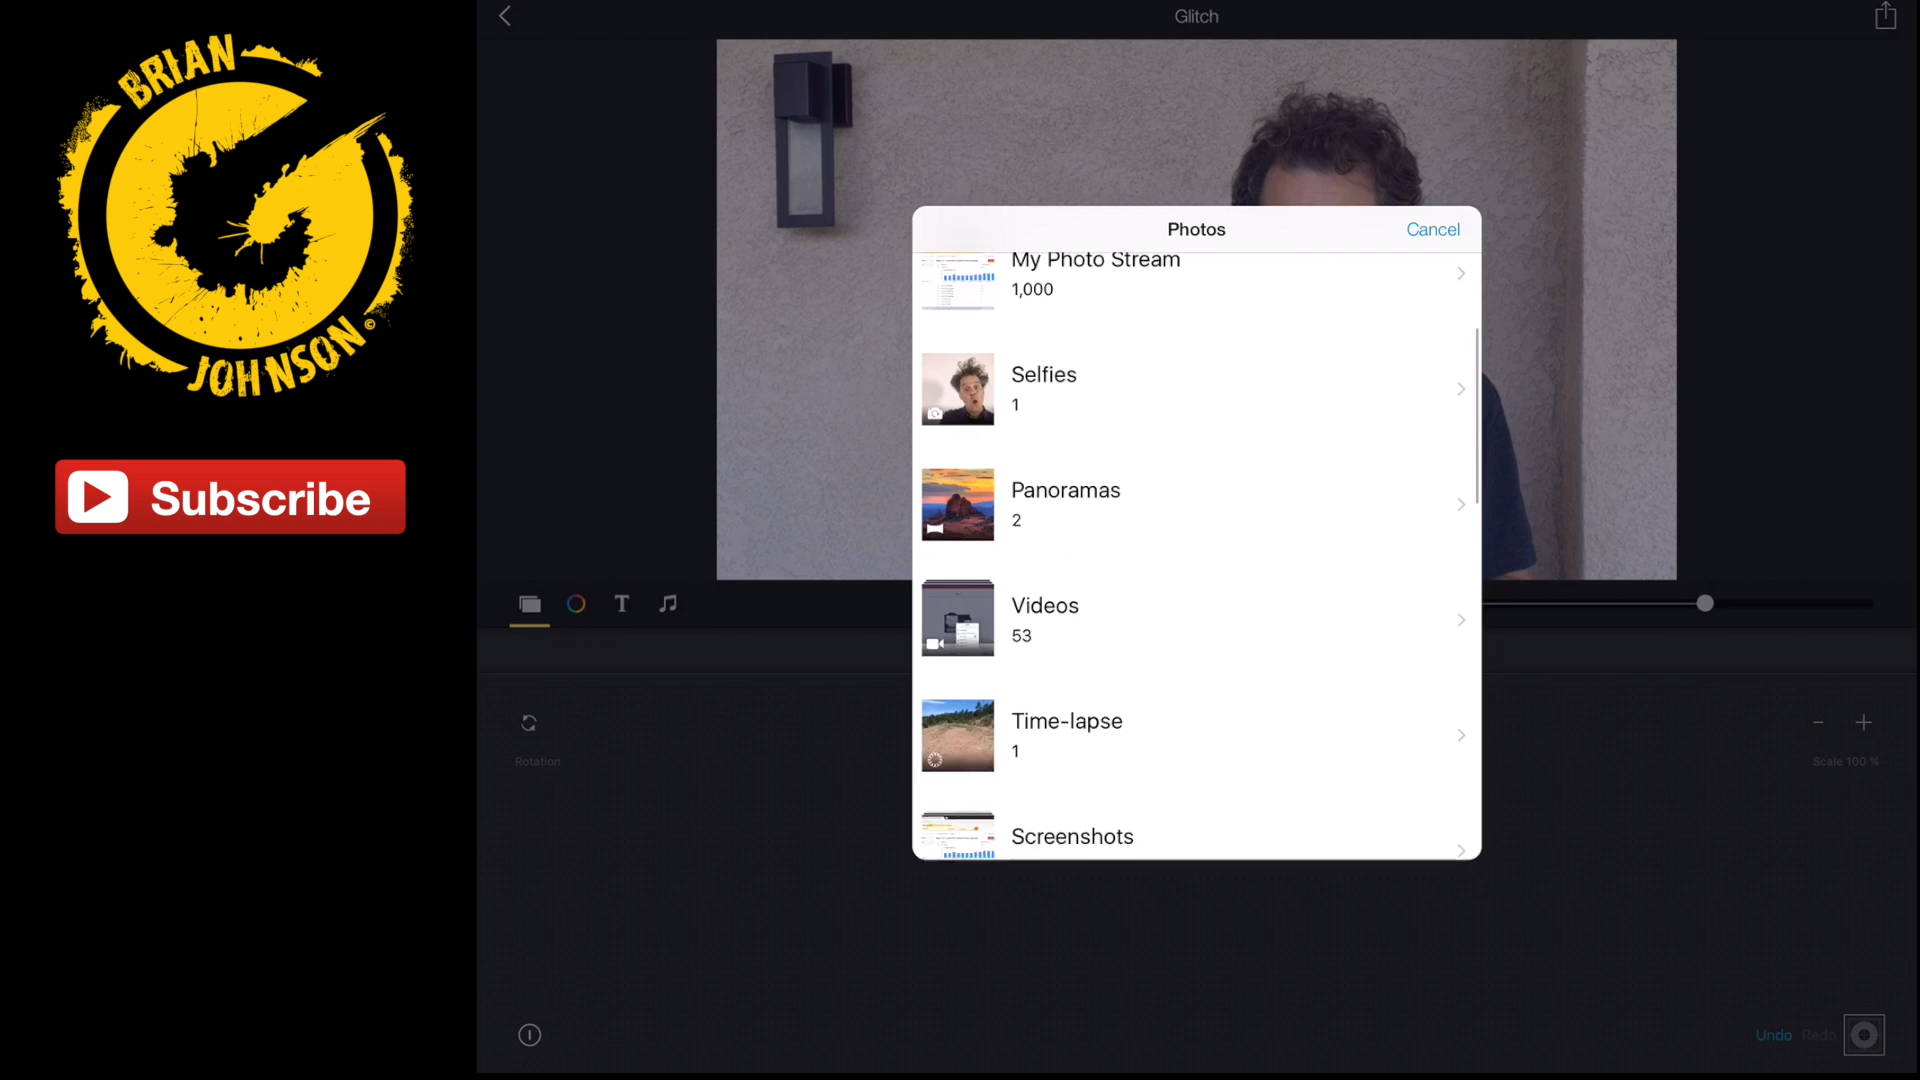 BRIAN
JOHNSON
©
Subscribe
Glitch
Photos
Cancel
My Photo Stream
1,000
Selfies
1
Panoramas
2
Videos
53
Time-lapse
1
Screenshots
T
Rotation
Scale 100 %
Undo
Redo